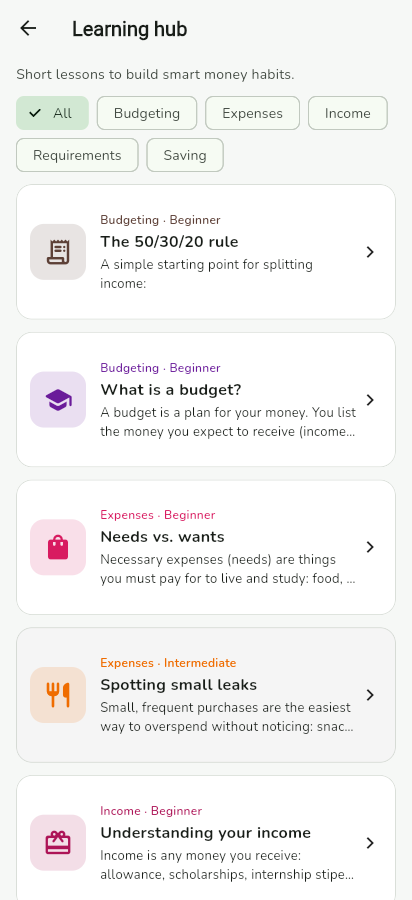 Learning hub
Short lessons to build smart money habits.
All
Budgeting
Expenses
Income
Requirements
Saving
Budgeting · Beginner
The 50/30/20 rule
A simple starting point for splitting
income:
Budgeting · Beginner
What is a budget?
A budget is a plan for your money. You list
the money you expect to receive (income...
Expenses · Beginner
Needs vs. wants
Necessary expenses (needs) are things
you must pay for to live and study: food, ...
Expenses · Intermediate
Spotting small leaks
Small, frequent purchases are the easiest
way to overspend without noticing: snac...
Income · Beginner
Understanding your income
Income is any money you receive:
allowance, scholarships, internship stipe...